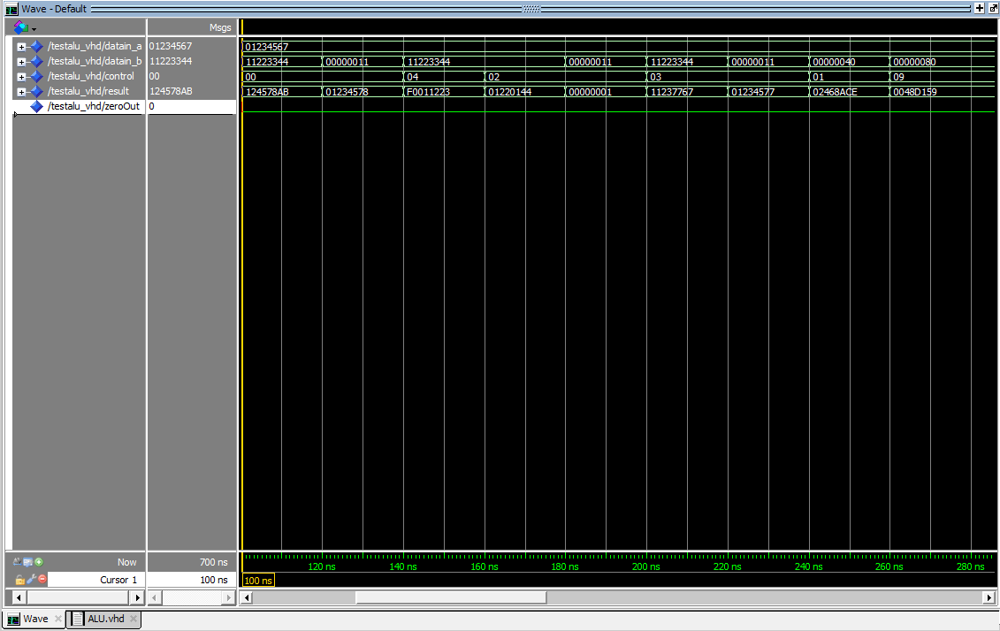 Wave - Default
Msgs
/testalu_vhd/datain_a 01234567 01234567
/testalu_vhd/datain_b 11223344 11223344 00000011 11223344 00000011 11223344 00000011 00000040 00000080
/testalu_vhd/control 00 00 04 02 03 01 09
/testalu_vhd/result 124578AB 124578AB 01234578 F0011223 01220144 00000001 11237767 01234577 02468ACE 0048D159
/testalu_vhd/zeroOut 0
Now 700 ns 120 ns 140 ns 160 ns 180 ns 200 ns 220 ns 240 ns 260 ns 280 ns
Cursor 1 100 ns 100 ns
Wave ALU.vhd